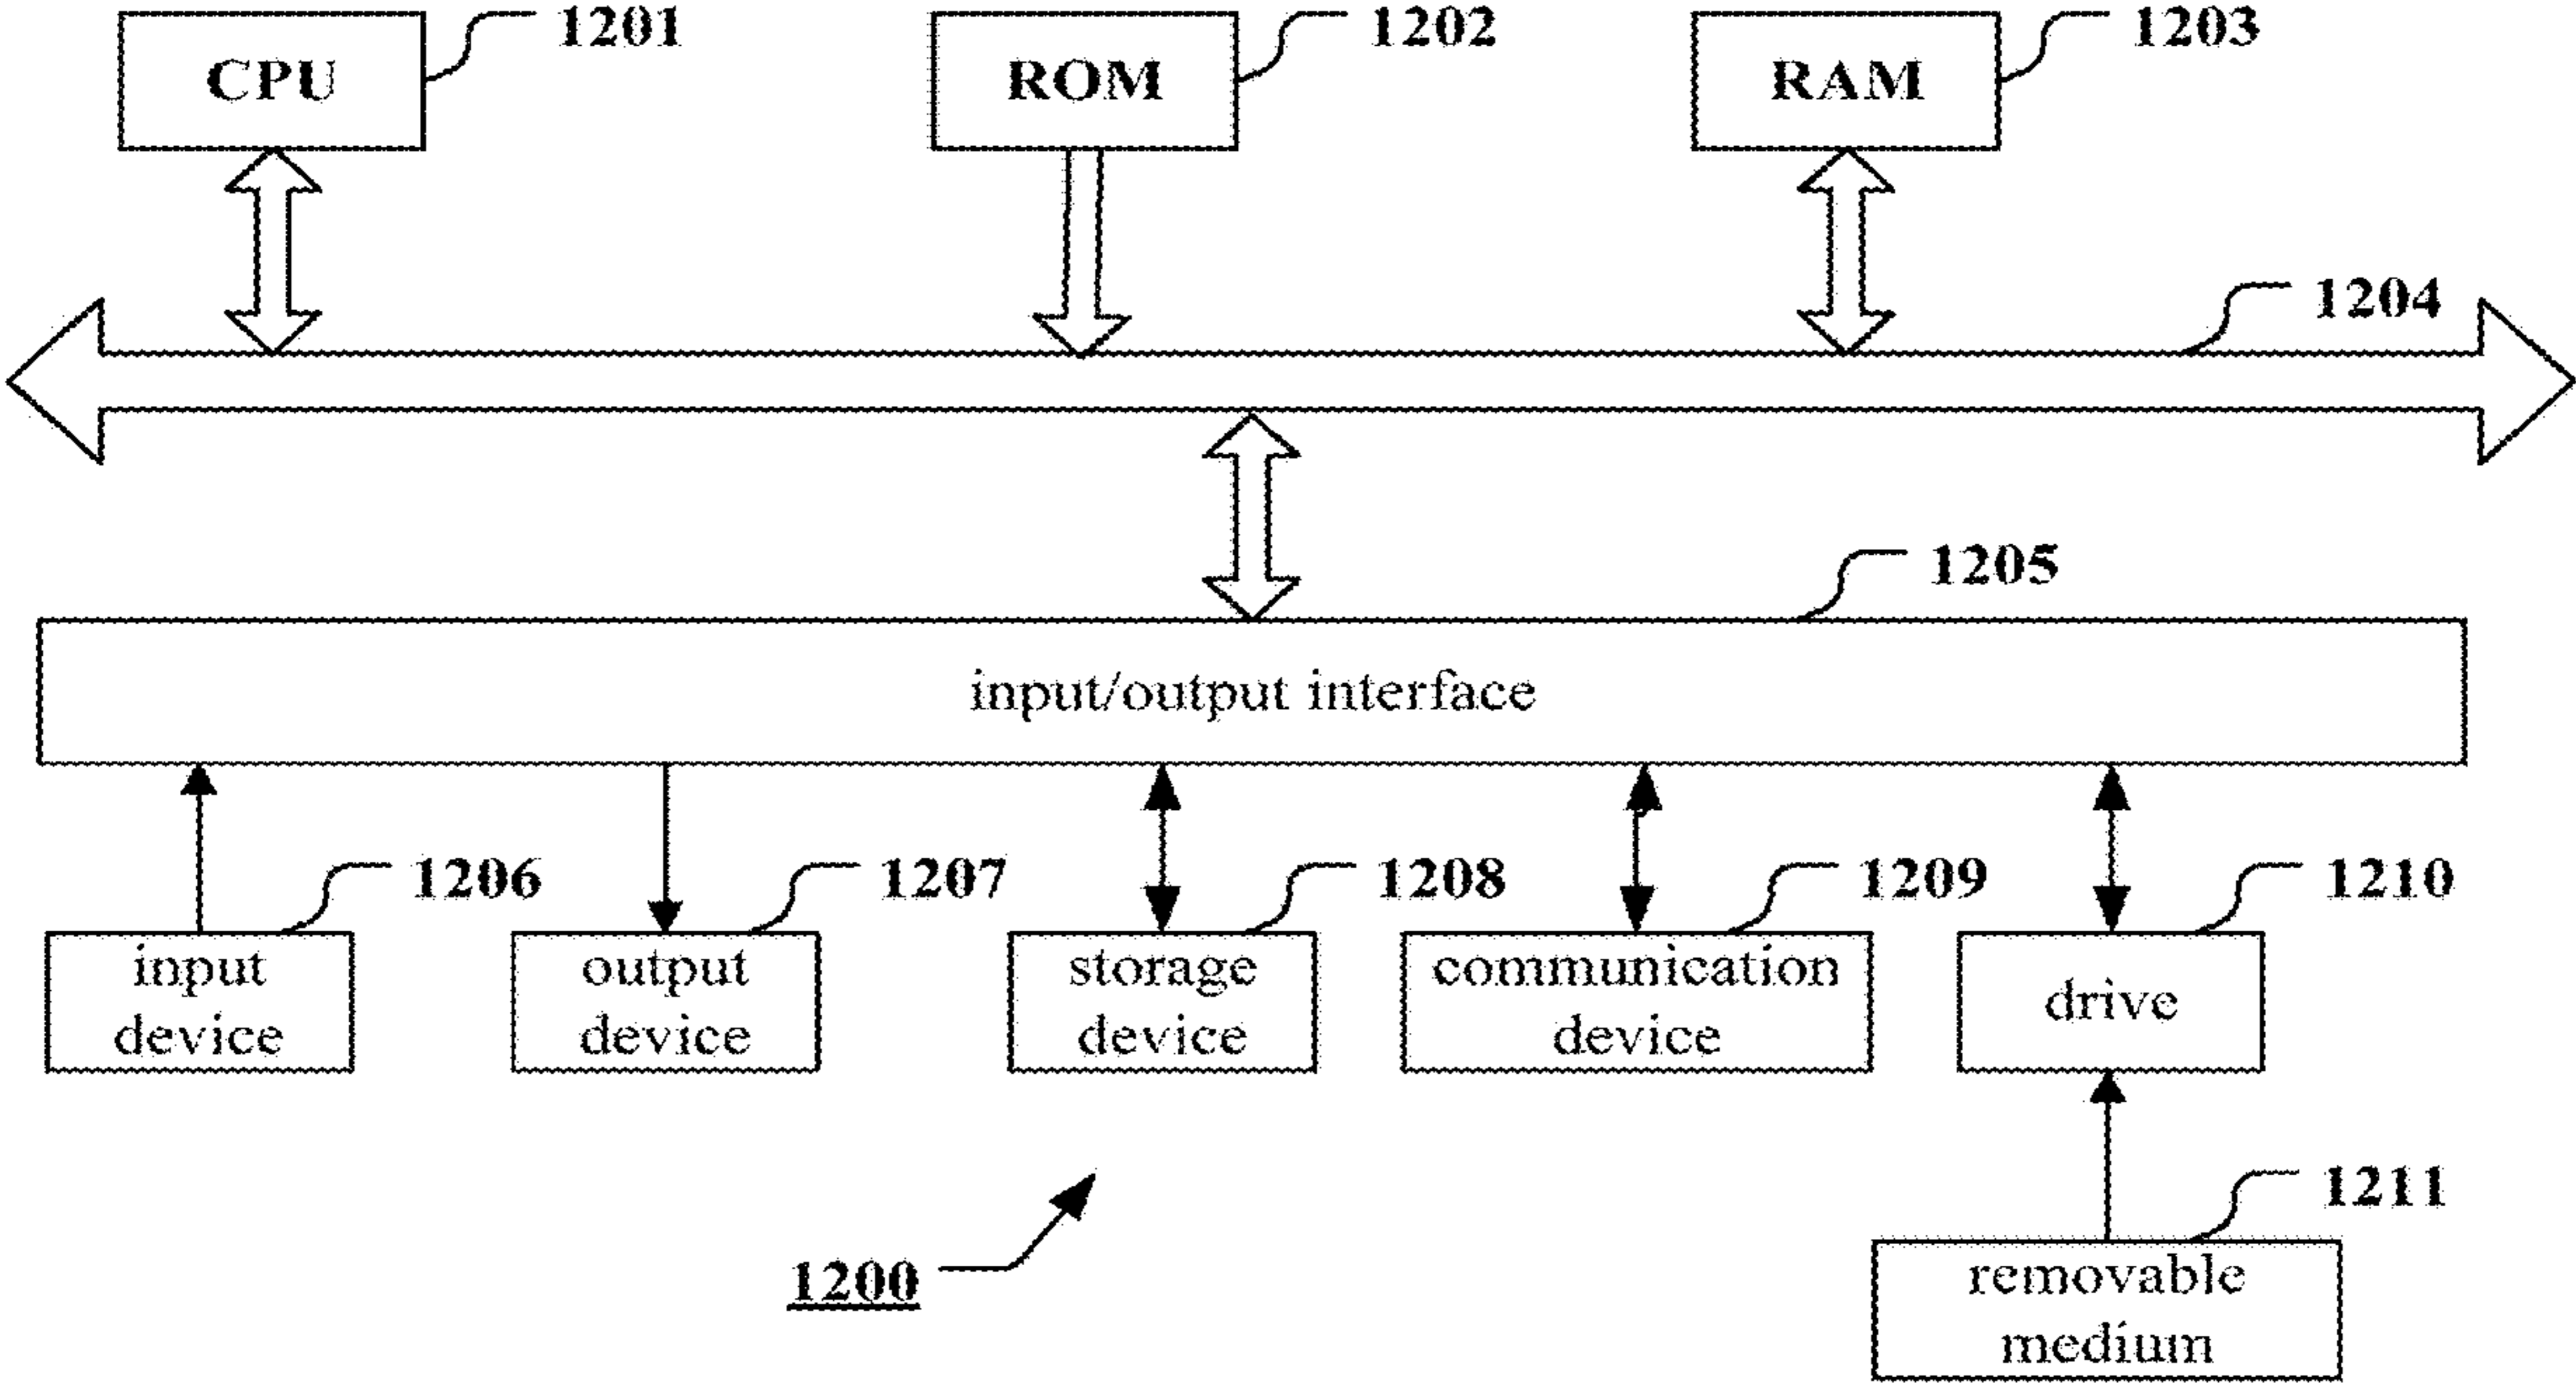 CPU 1201
ROM 1202
RAM 1203
1204
1205
input/output interface
1206
1207
1208
1209
1210
input
device
output
device
storage
device
communication
device
drive
1211
removable
medium
1200